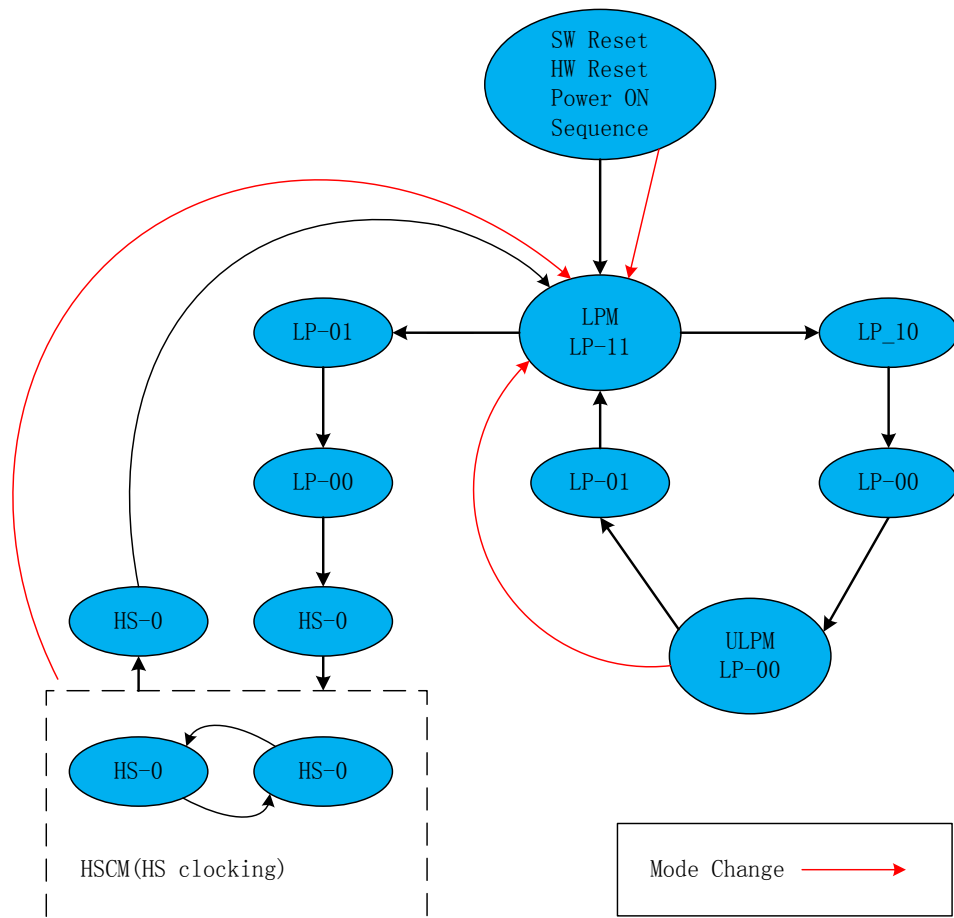 SW Reset
HW Reset
Power ON
Sequence
LPM
LP-11
LP-01
LP_10
LP-00
LP-01
LP-00
HS-0
HS-0
ULPM
LP-00
HS-0
HS-0
HSCM(HS clocking)
Mode Change